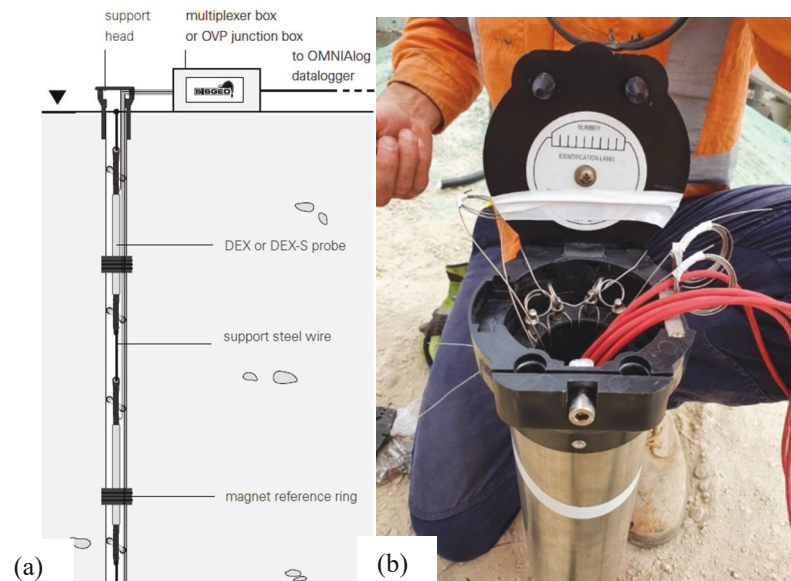 support
head
multiplexer box
or OVP junction box
to OMNIAlog
datalogger
SISGEO
DEX or DEX-S probe
support steel wire
magnet reference ring
(a)
NUMBER
IDENTIFICATION LABEL
(b)